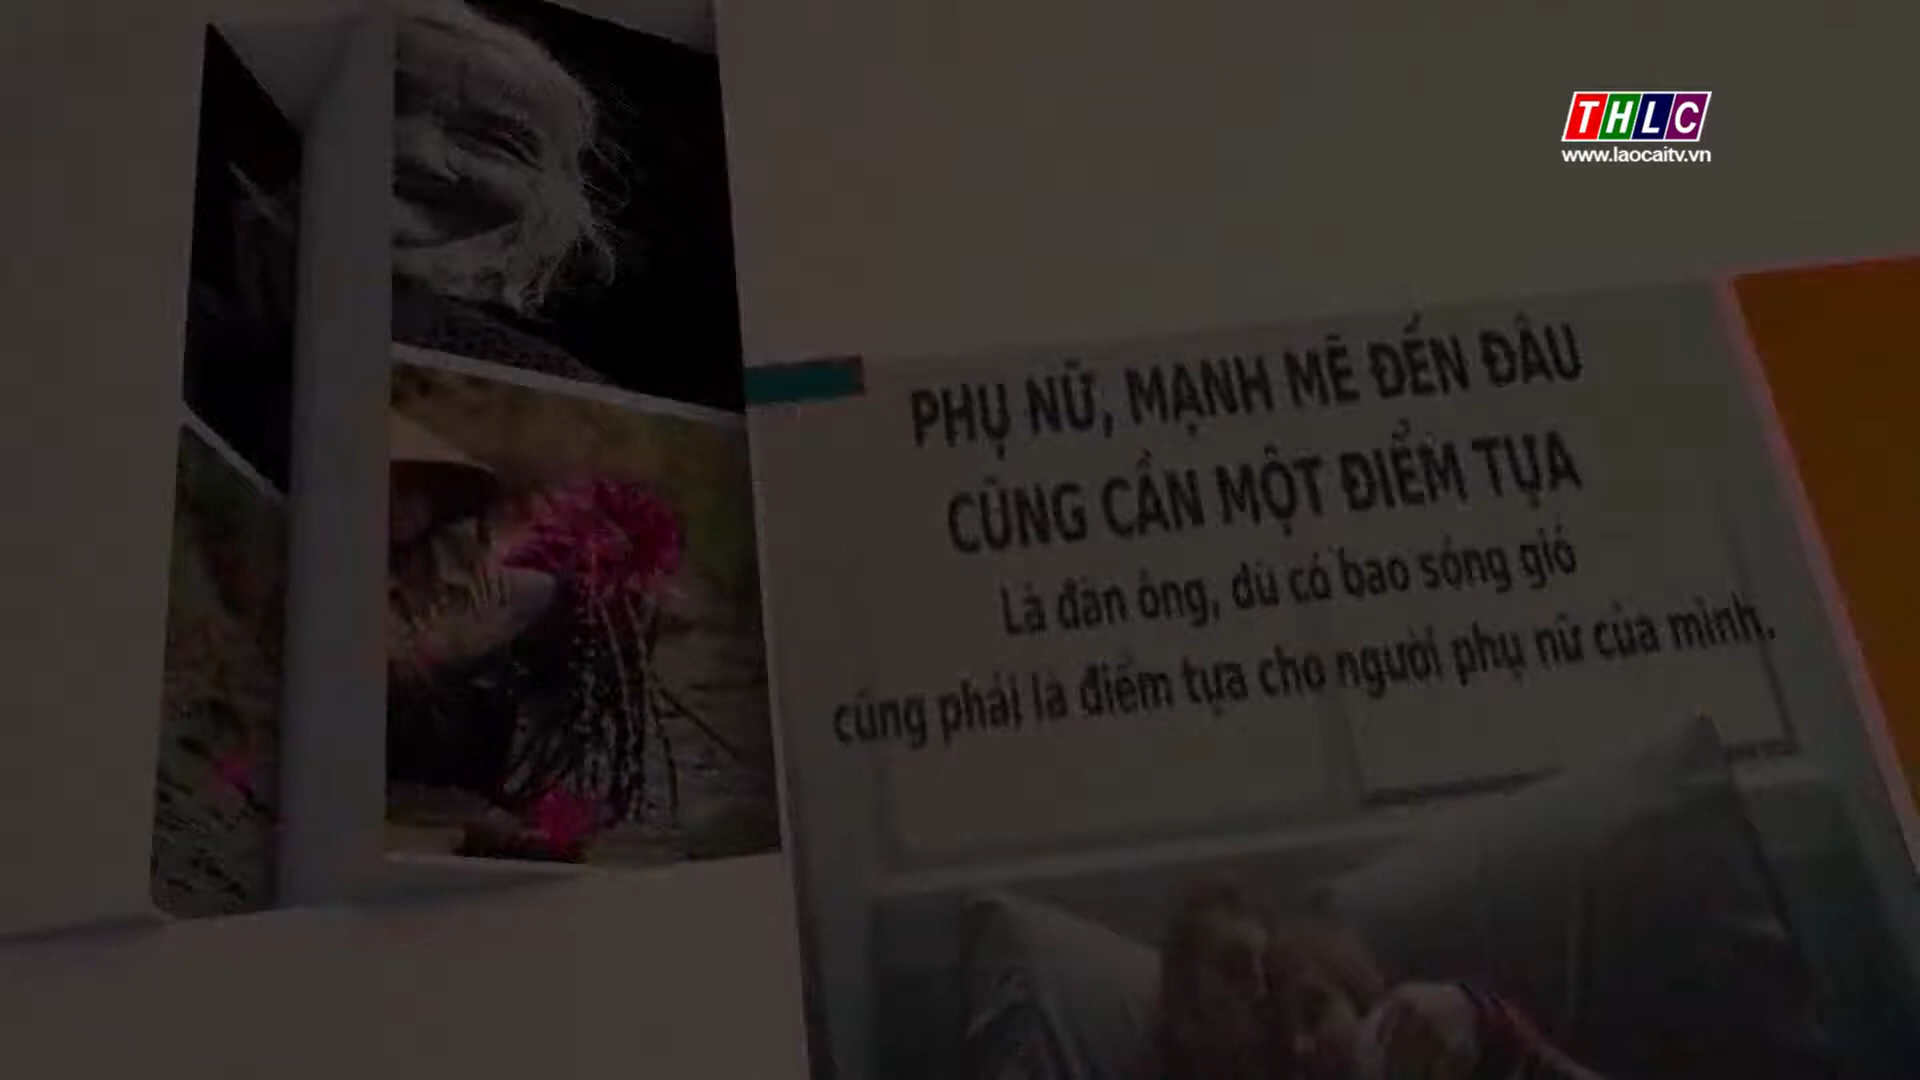 THLC
www.laocaitv.vn
PHỤ NỮ, MẠNH MẼ ĐẾN ĐÂU
CŨNG CẦN MỘT ĐIỂM TỰA
Là đàn ông, dù có bao sóng gió
cũng phải là điểm tựa cho người phụ nữ của mình.